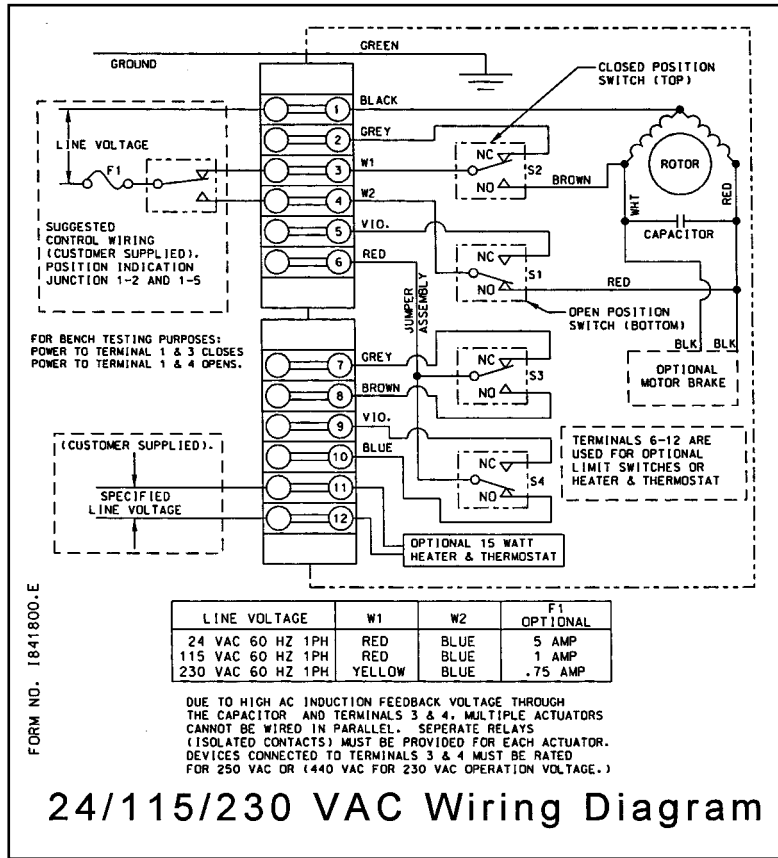 GREEN
GROUND
CLOSED POSITION
SWITCH (TOP)
1
BLACK
2
GREY
LINE VOLTAGE
F1
3
W1
NC
S2
NO
BROWN
ROTOR
4
W2
WHT
RED
CAPACITOR
SUGGESTED
CONTROL WIRING
(CUSTOMER SUPPLIED).
POSITION INDICATION
JUNCTION 1-2 AND 1-5
5
VIO.
6
RED
NC
S1
NO
RED
JUMPER
ASSEMBLY
OPEN POSITION
SWITCH (BOTTOM)
FOR BENCH TESTING PURPOSES:
POWER TO TERMINAL 1 & 3 CLOSES
POWER TO TERMINAL 1 & 4 OPENS.
BLK BLK
OPTIONAL
MOTOR BRAKE
7
GREY
NC
S3
NO
8
BROWN
9
VIO.
10
BLUE
NC
S4
NO
TERMINALS 6-12 ARE
USED FOR OPTIONAL
LIMIT SWITCHES OR
HEATER & THERMOSTAT
(CUSTOMER SUPPLIED).
SPECIFIED
LINE VOLTAGE
11
12
OPTIONAL 15 WATT
HEATER & THERMOSTAT
LINE VOLTAGE W1 W2 F1 OPTIONAL
24 VAC 60 HZ 1PH RED BLUE 5 AMP
115 VAC 60 HZ 1PH RED BLUE 1 AMP
230 VAC 60 HZ 1PH YELLOW BLUE .75 AMP
FORM NO. I841800.E
DUE TO HIGH AC INDUCTION FEEDBACK VOLTAGE THROUGH
THE CAPACITOR AND TERMINALS 3 & 4. MULTIPLE ACTUATORS
CANNOT BE WIRED IN PARALLEL. SEPERATE RELAYS
(ISOLATED CONTACTS) MUST BE PROVIDED FOR EACH ACTUATOR.
DEVICES CONNECTED TO TERMINALS 3 & 4 MUST BE RATED
FOR 250 VAC OR (440 VAC FOR 230 VAC OPERATION VOLTAGE.)
24/115/230 VAC Wiring Diagram